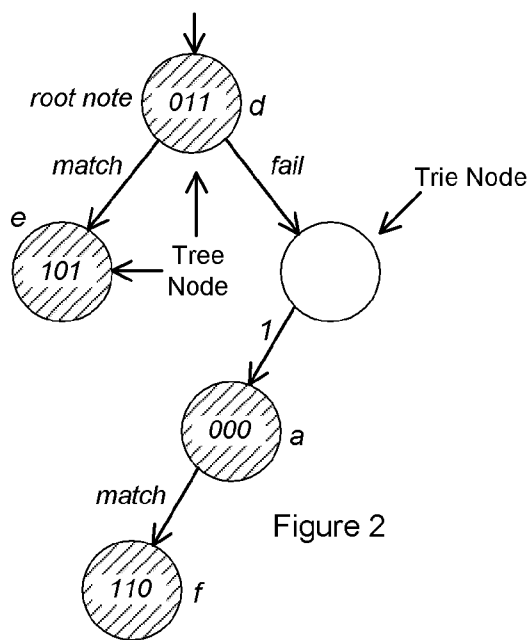 root note
011
d
match
fail
Trie Node
e
101
Tree
Node
1
000
a
match
Figure 2
110
f